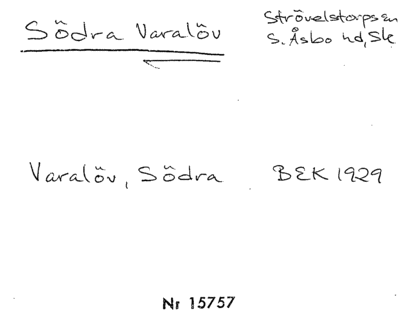 Södra Varalöv
Strövelstorps sn
S. Åsbo hd, Sk
Varalöv, Södra
BEK 1929
Nr 15757